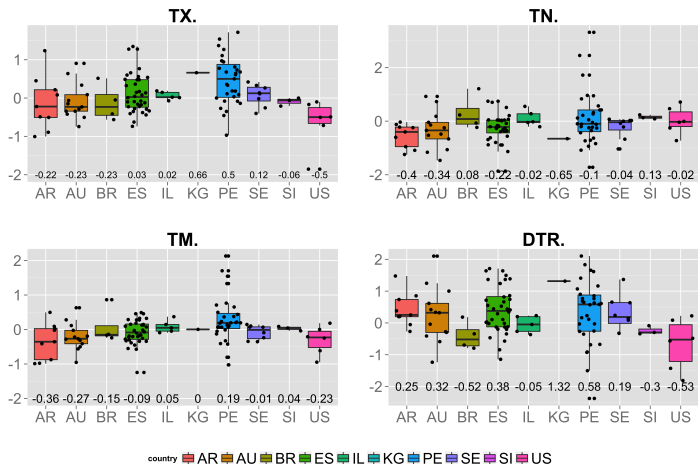 TX.
1
0
-1
-2
-0.22 -0.23 -0.23 0.03 0.02 0.66 0.5 0.12 -0.06 -0.5
AR AU BR ES IL KG PE SE SI US
TN.
2
0
-2
-0.4 -0.34 0.08 -0.22 -0.02 -0.65 -0.1 -0.04 0.13 -0.02
AR AU BR ES IL KG PE SE SI US
TM.
2
1
0
-1
-2
-0.36 -0.27 -0.15 -0.09 0.05 0 0.19 -0.01 0.04 -0.23
AR AU BR ES IL KG PE SE SI US
DTR.
2
1
0
-1
-2
0.25 0.32 -0.52 0.38 -0.05 1.32 0.58 0.19 -0.3 -0.53
AR AU BR ES IL KG PE SE SI US
country AR AU BR ES IL KG PE SE SI US